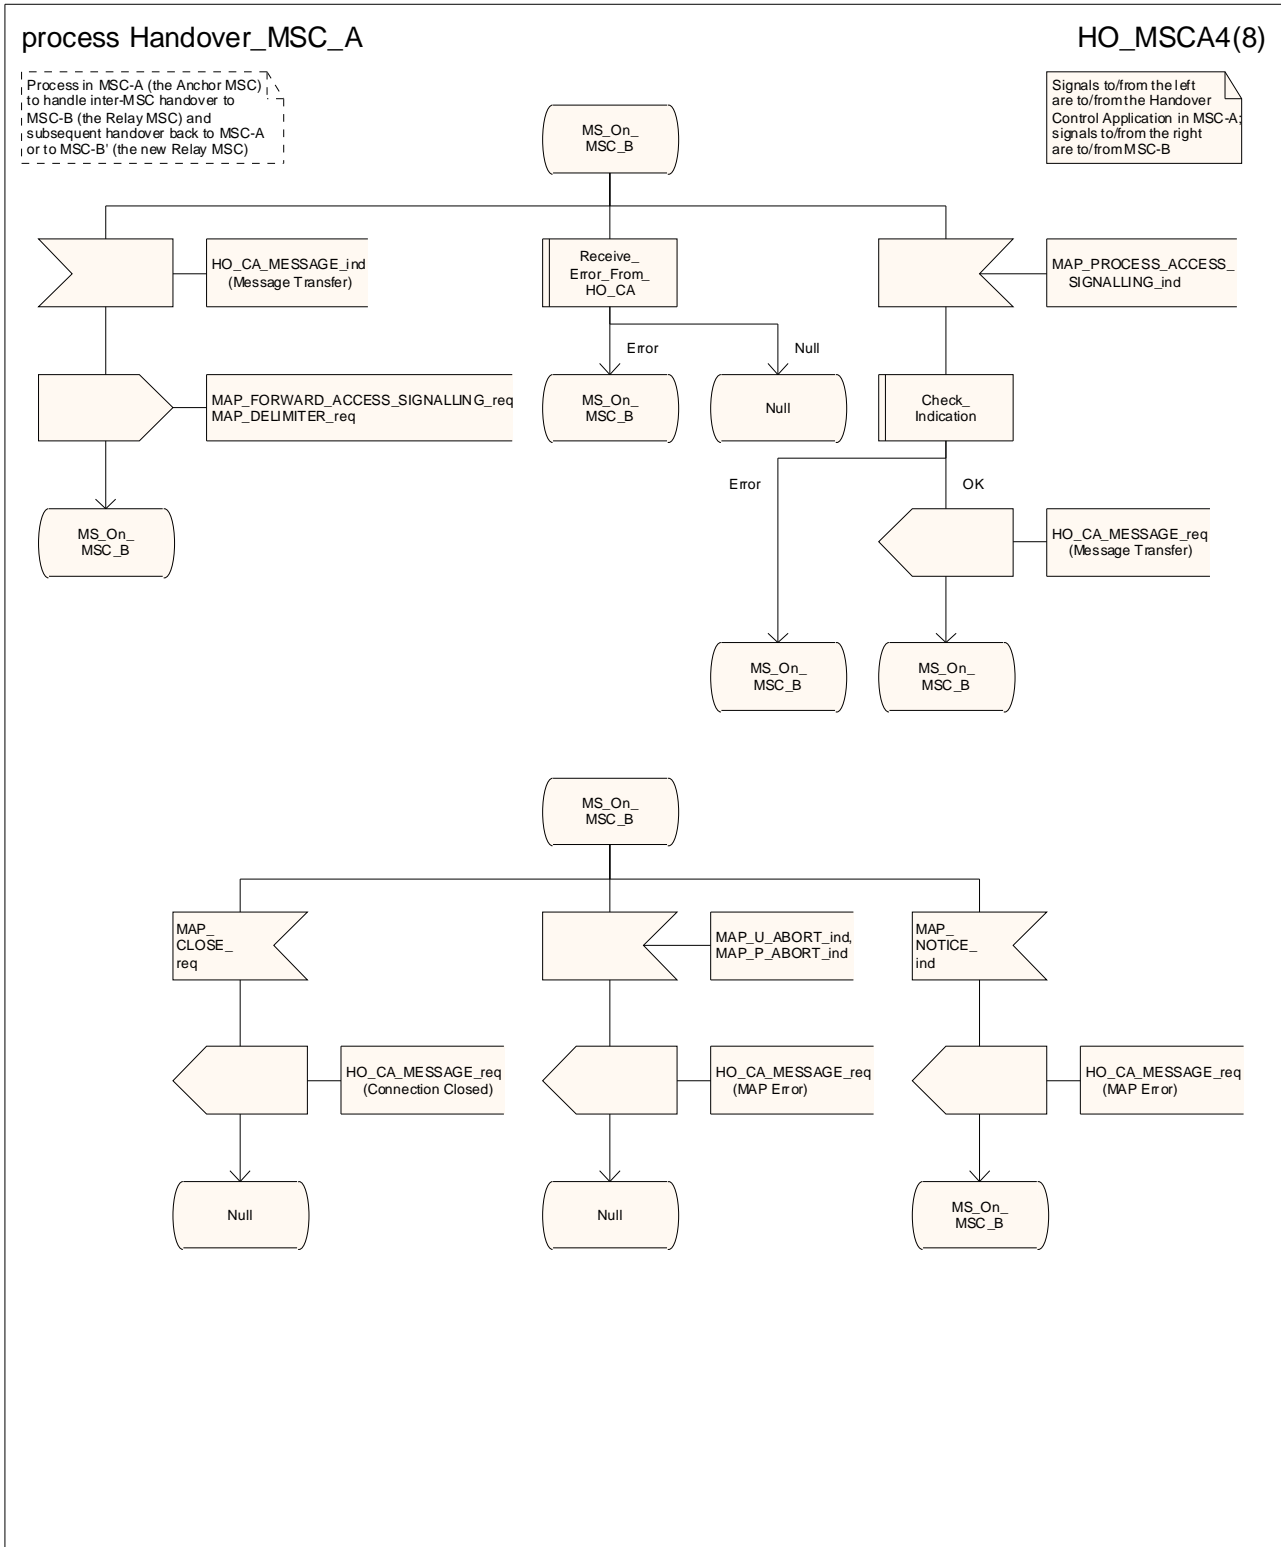 process Handover_MSC_A
HO_MSCA4(8)
Process in MSC-A (the Anchor MSC)
to handle inter-MSC handover to
MSC-B (the Relay MSC) and
subsequent handover back to MSC-A
or to MSC-B' (the new Relay MSC)
Signals to/from the left
are to/from the Handover
Control Application in MSC-A;
signals to/from the right
are to/from MSC-B
MS_On_
MSC_B
HO_CA_MESSAGE_ind
(Message Transfer)
Receive_
Error_From_
HO_CA
MAP_PROCESS_ACCESS_
SIGNALLING_ind
Error
Null
MAP_FORWARD_ACCESS_SIGNALLING_req
MAP_DELIMITER_req
MS_On_
MSC_B
Null
Check_
Indication
Error
OK
MS_On_
MSC_B
HO_CA_MESSAGE_req
(Message Transfer)
MS_On_
MSC_B
MS_On_
MSC_B
MS_On_
MSC_B
MAP_
CLOSE_
req
MAP_U_ABORT_ind,
MAP_P_ABORT_ind
MAP_
NOTICE_
ind
HO_CA_MESSAGE_req
(Connection Closed)
HO_CA_MESSAGE_req
(MAP Error)
HO_CA_MESSAGE_req
(MAP Error)
Null
Null
MS_On_
MSC_B